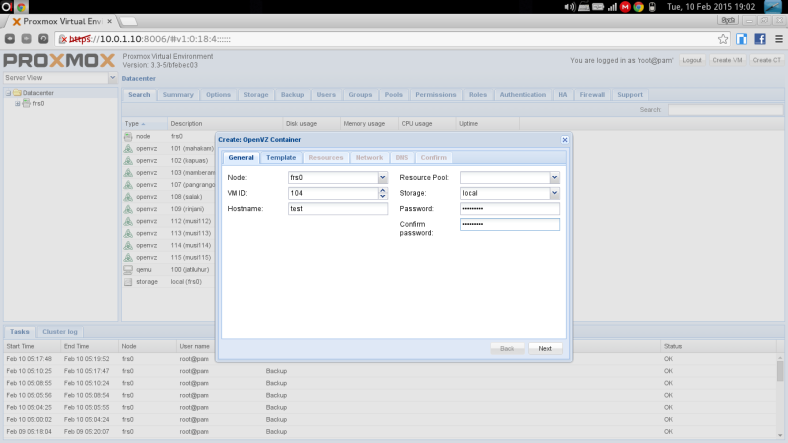 Tue, 10 Feb 2015 19:02
Proxmox Virtual Envi
https://10.0.1.10:8006/#v1:0:18:4::::::
PROXMOX
Proxmox Virtual Environment
Version: 3.3-5/bfebec03
You are logged in as 'root@pam'
Logout
Create VM
Create CT
Server View
Datacenter
frs0
Datacenter
Search Summary Options Storage Backup Users Groups Pools Permissions Roles Authentication HA Firewall Support
Search:
Type Description Disk usage Memory usage CPU usage Uptime
node frs0
openvz 101 (mahakam)
openvz 102 (kapuas)
openvz 103 (namberam
openvz 107 (pangrango
openvz 108 (salak)
openvz 109 (rinjani)
openvz 112 (musi112)
openvz 113 (musi113)
openvz 114 (musi114)
openvz 115 (musi115)
qemu 100 (jatiluhur)
storage local (frs0)
Create: OpenVZ Container
General Template Resources Network DNS Confirm
Node: frs0
VM ID: 104
Hostname: test
Resource Pool:
Storage: local
Password: •••••••••
Confirm
password: •••••••••
Back Next
Tasks Cluster log
Start Time End Time Node User name Status
Feb 10 05:17:48 Feb 10 05:19:52 frs0 root@pam Backup OK
Feb 10 05:10:25 Feb 10 05:17:47 frs0 root@pam Backup OK
Feb 10 05:08:55 Feb 10 05:10:24 frs0 root@pam Backup OK
Feb 10 05:05:56 Feb 10 05:08:54 frs0 root@pam Backup OK
Feb 10 05:04:25 Feb 10 05:05:55 frs0 root@pam Backup OK
Feb 10 05:00:02 Feb 10 05:04:24 frs0 root@pam Backup OK
Feb 09 05:18:04 Feb 09 05:20:07 frs0 root@pam Backup OK